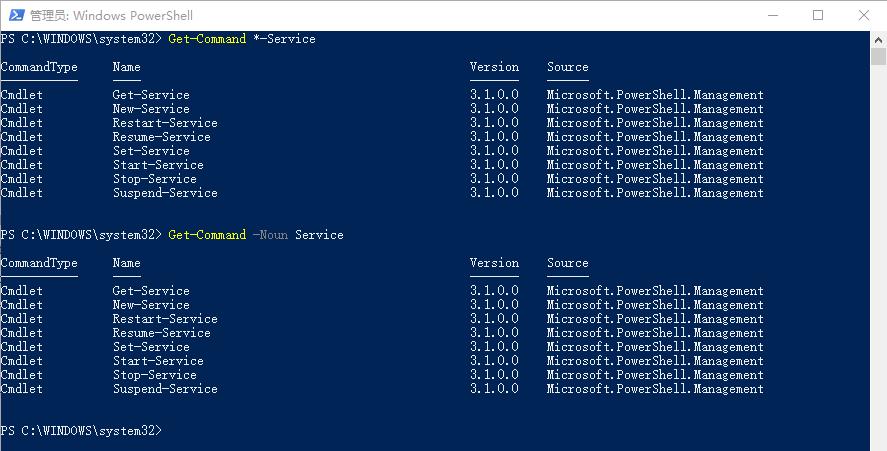 管理员: Windows PowerShell
PS C:\WINDOWS\system32> Get-Command *-Service
CommandType Name Version Source
Cmdlet Get-Service 3.1.0.0 Microsoft.PowerShell.Management
Cmdlet New-Service 3.1.0.0 Microsoft.PowerShell.Management
Cmdlet Restart-Service 3.1.0.0 Microsoft.PowerShell.Management
Cmdlet Resume-Service 3.1.0.0 Microsoft.PowerShell.Management
Cmdlet Set-Service 3.1.0.0 Microsoft.PowerShell.Management
Cmdlet Start-Service 3.1.0.0 Microsoft.PowerShell.Management
Cmdlet Stop-Service 3.1.0.0 Microsoft.PowerShell.Management
Cmdlet Suspend-Service 3.1.0.0 Microsoft.PowerShell.Management
PS C:\WINDOWS\system32> Get-Command -Noun Service
CommandType Name Version Source
Cmdlet Get-Service 3.1.0.0 Microsoft.PowerShell.Management
Cmdlet New-Service 3.1.0.0 Microsoft.PowerShell.Management
Cmdlet Restart-Service 3.1.0.0 Microsoft.PowerShell.Management
Cmdlet Resume-Service 3.1.0.0 Microsoft.PowerShell.Management
Cmdlet Set-Service 3.1.0.0 Microsoft.PowerShell.Management
Cmdlet Start-Service 3.1.0.0 Microsoft.PowerShell.Management
Cmdlet Stop-Service 3.1.0.0 Microsoft.PowerShell.Management
Cmdlet Suspend-Service 3.1.0.0 Microsoft.PowerShell.Management
PS C:\WINDOWS\system32>